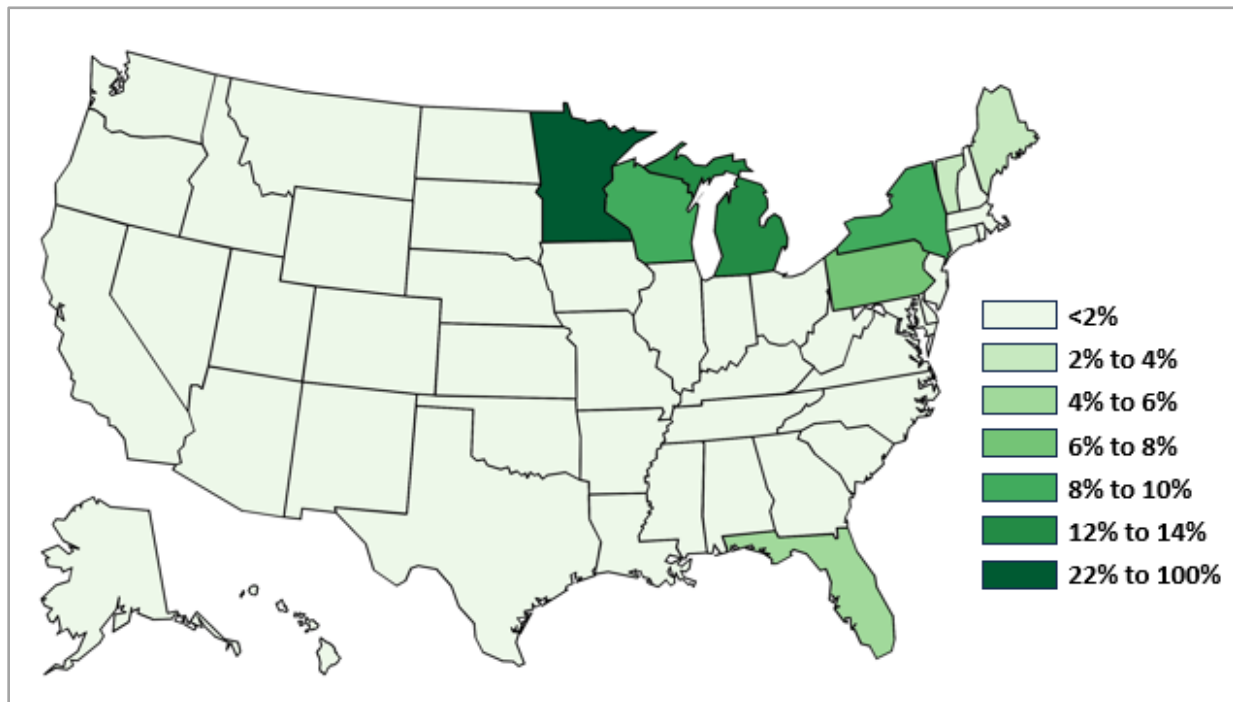 <2%
2% to 4%
4% to 6%
6% to 8%
8% to 10%
12% to 14%
22% to 100%